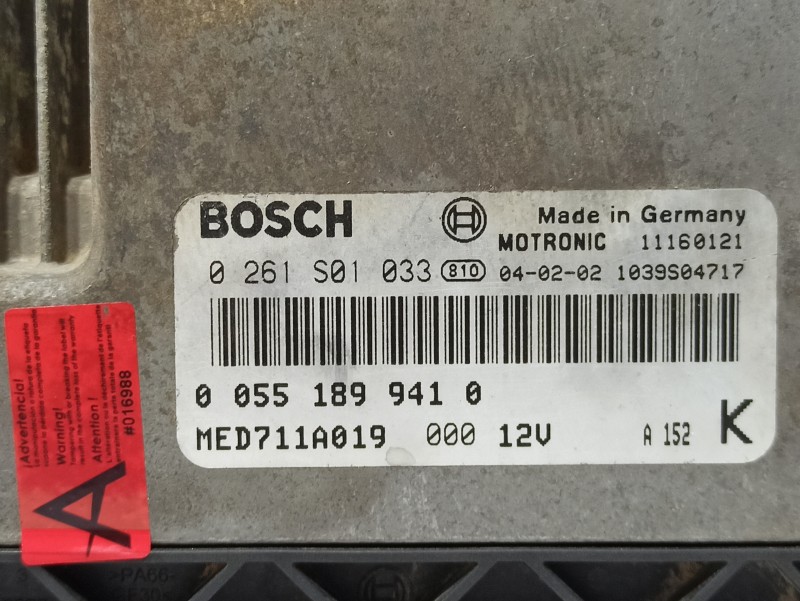 BOSCH
Made in Germany
MOTRONIC 11160121
0 261 S01 033 810 04-02-02 1039S04717
0 055 189 941 0
MED711A019 000 12V A 152 K
¡Advertencia!
Warning!
Attention !
#016988
A
>PA66-